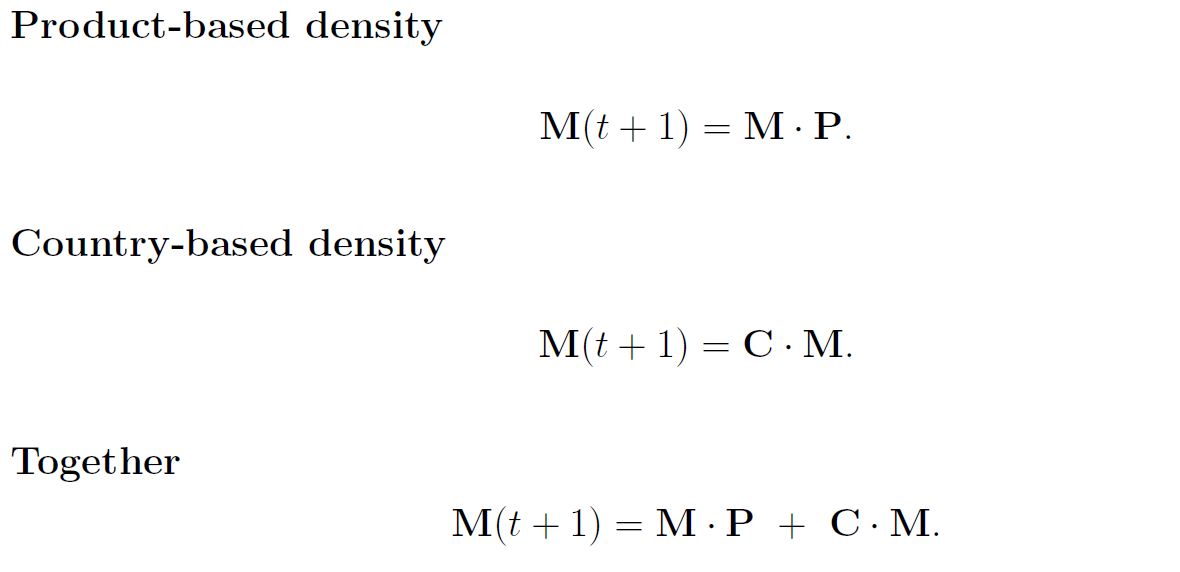 Product-based density
M(t + 1) = M · P.
Country-based density
M(t + 1) = C · M.
Together
M(t + 1) = M · P + C · M.